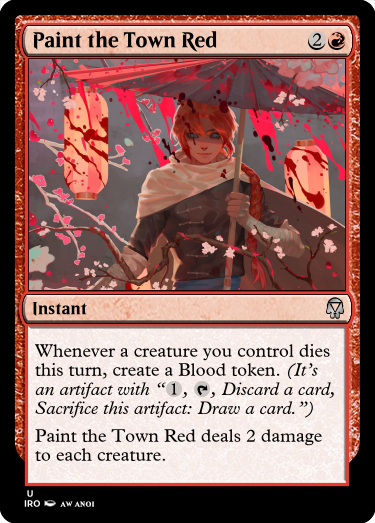 Paint the Town Red 2
Instant
Whenever a creature you control dies
this turn, create a Blood token. (It's
an artifact with "1, , Discard a card,
Sacrifice this artifact: Draw a card.")
Paint the Town Red deals 2 damage
to each creature.
U
IRO AW ANOI